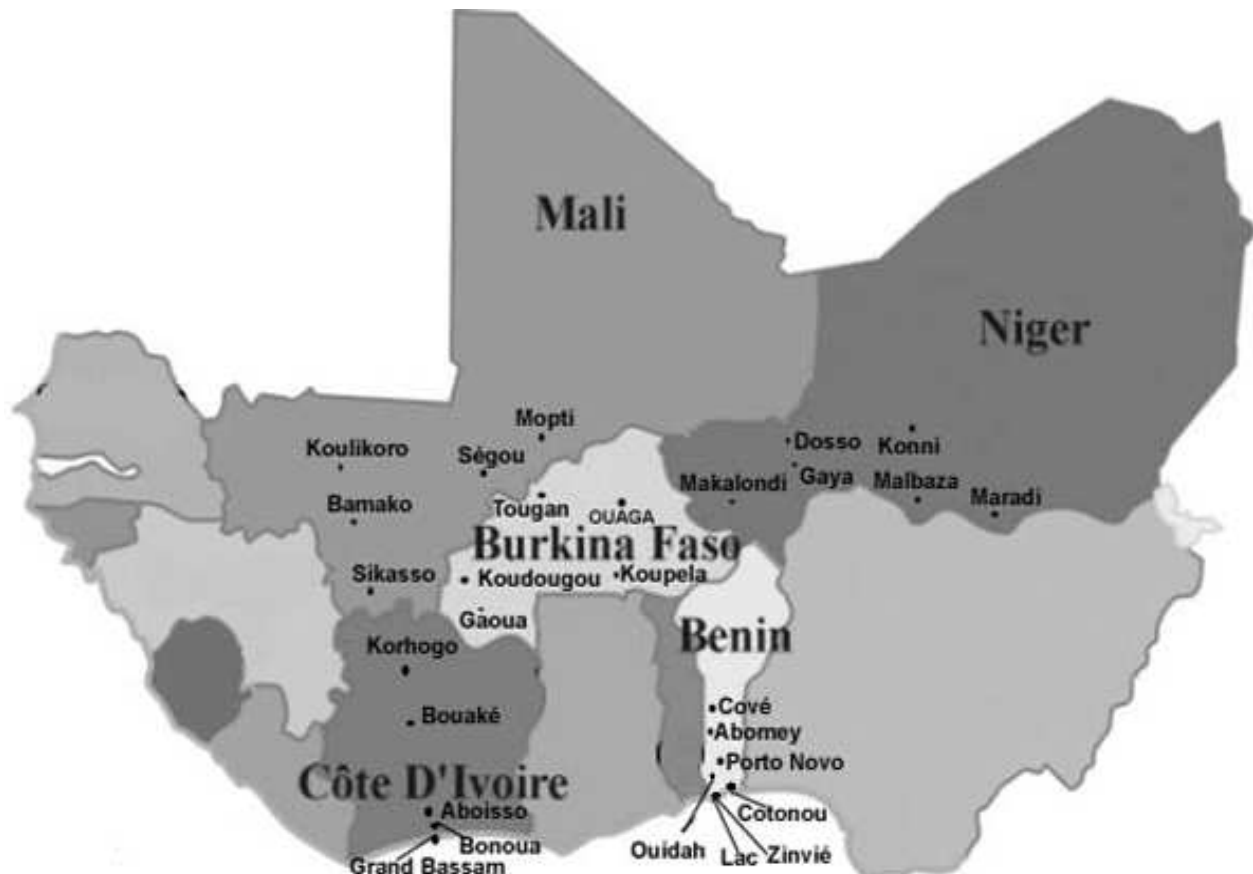 Mali
Niger
Mopti
Dosso
Konni
Koulikoro
Ségou
Gaya
Makalondi
Malbaza
Maradi
Tougan
OUAGA
Bamako
Burkina Faso
Sikasso
Koudougou
Koupela
Gaoua
Benin
Korhogo
Cové
Bouaké
Abomey
Porto Novo
Côte D'Ivoire
Aboisso
Cotonou
Bonoua
Ouidah
Lac
Zinvié
Grand Bassam